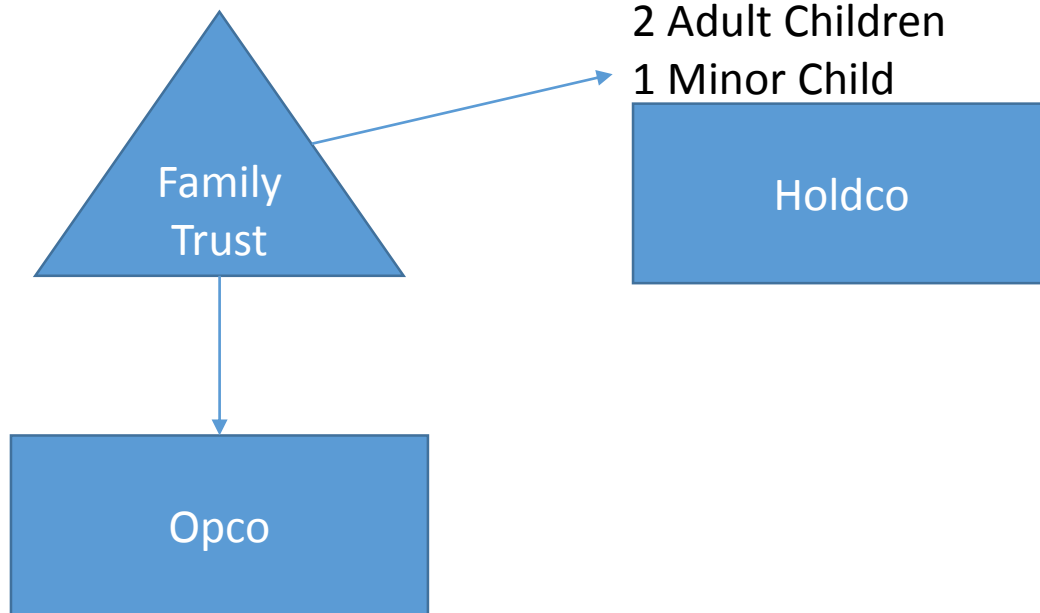 2 Adult Children
1 Minor Child
Family
Trust
Holdco
Opco